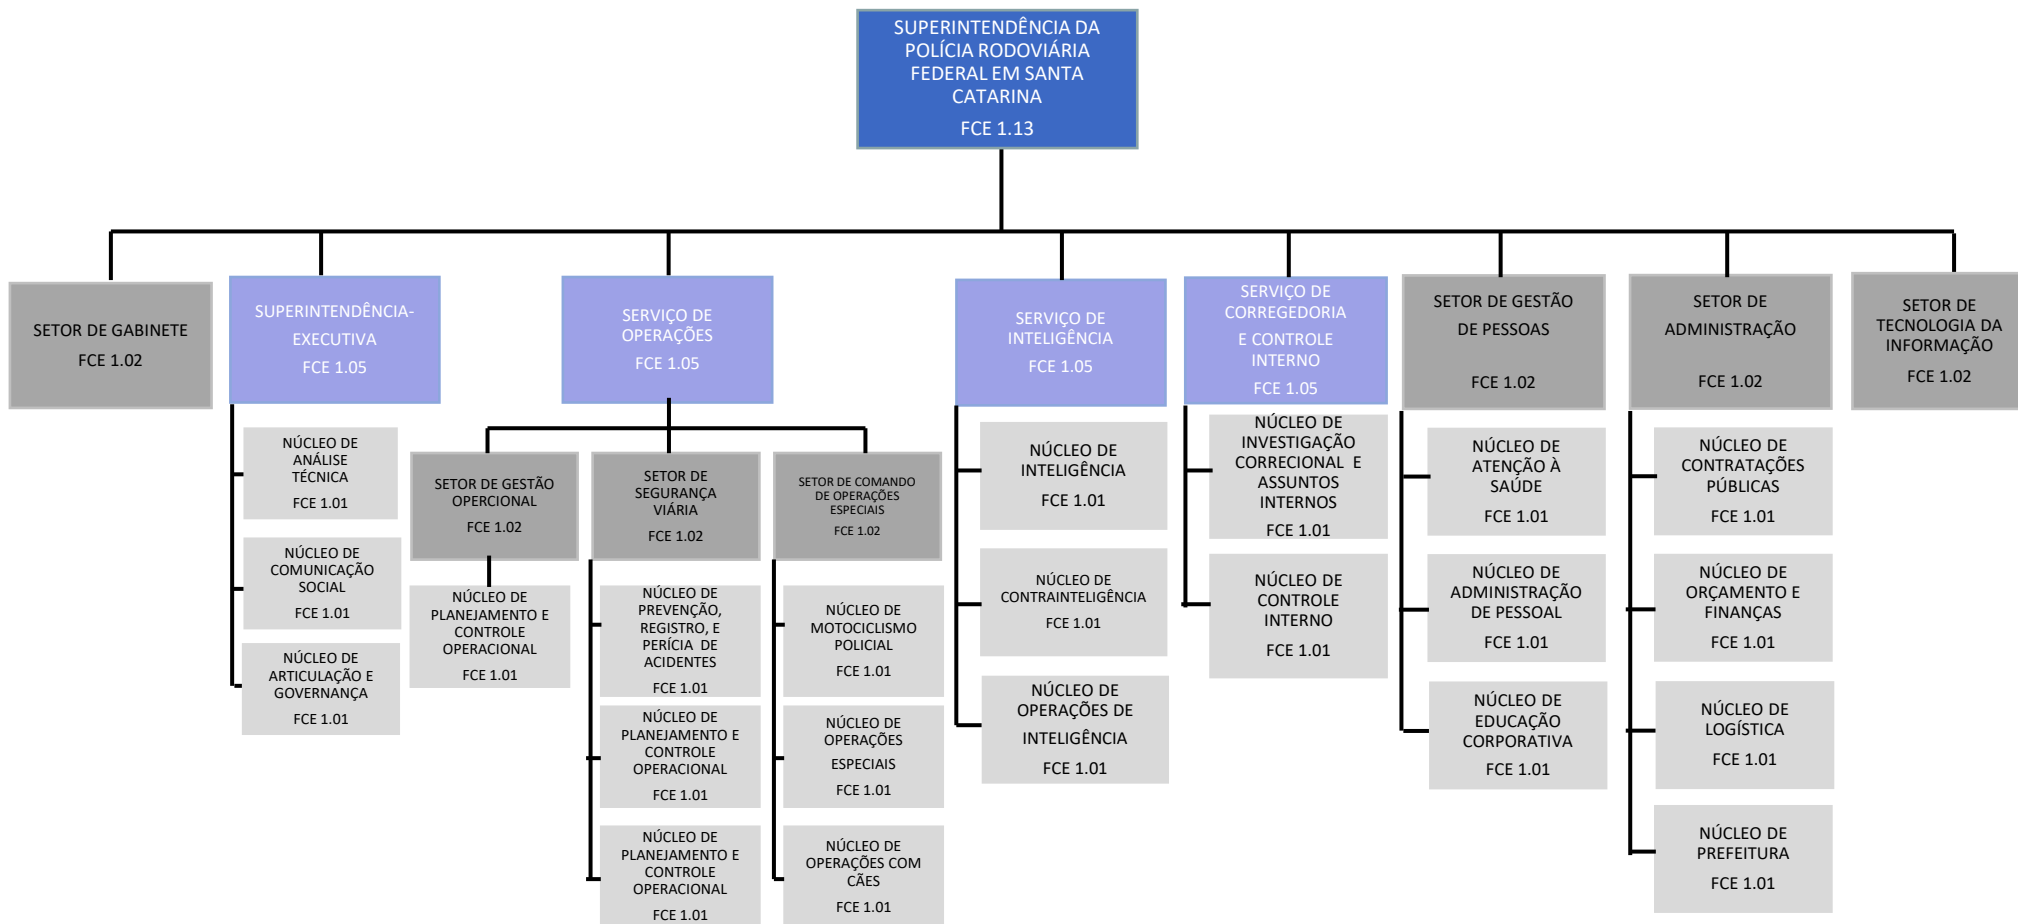 SUPERINTENDÊNCIA DA
POLÍCIA RODOVIÁRIA
FEDERAL EM SANTA
CATARINA
FCE 1.13
SETOR DE GABINETE
FCE 1.02
SUPERINTENDÊNCIA-
EXECUTIVA
FCE 1.05
SERVIÇO DE
OPERAÇÕES
FCE 1.05
SERVIÇO DE
INTELIGÊNCIA
FCE 1.05
SERVIÇO DE
CORREGEDORIA
E CONTROLE
INTERNO
FCE 1.05
SETOR DE GESTÃO
DE PESSOAS
FCE 1.02
SETOR DE
ADMINISTRAÇÃO
FCE 1.02
SETOR DE
TECNOLOGIA DA
INFORMAÇÃO
FCE 1.02
NÚCLEO DE
ANÁLISE
TÉCNICA
FCE 1.01
NÚCLEO DE
COMUNICAÇÃO
SOCIAL
FCE 1.01
NÚCLEO DE
ARTICULAÇÃO E
GOVERNANÇA
FCE 1.01
SETOR DE GESTÃO
OPERCIONAL
FCE 1.02
NÚCLEO DE
PLANEJAMENTO E
CONTROLE
OPERACIONAL
FCE 1.01
SETOR DE
SEGURANÇA
VIÁRIA
FCE 1.02
NÚCLEO DE
PREVENÇÃO,
REGISTRO, E
PERÍCIA DE
ACIDENTES
FCE 1.01
NÚCLEO DE
PLANEJAMENTO E
CONTROLE
OPERACIONAL
FCE 1.01
NÚCLEO DE
PLANEJAMENTO E
CONTROLE
OPERACIONAL
FCE 1.01
SETOR DE COMANDO
DE OPERAÇÕES
ESPECIAIS
FCE 1.02
NÚCLEO DE
MOTOCICLISMO
POLICIAL
FCE 1.01
NÚCLEO DE
OPERAÇÕES
ESPECIAIS
FCE 1.01
NÚCLEO DE
OPERAÇÕES COM
CÃES
FCE 1.01
NÚCLEO DE
INTELIGÊNCIA
FCE 1.01
NÚCLEO DE
CONTRAINTELIGÊNCIA
FCE 1.01
NÚCLEO DE
OPERAÇÕES DE
INTELIGÊNCIA
FCE 1.01
NÚCLEO DE
INVESTIGAÇÃO
CORRECIONAL E
ASSUNTOS
INTERNOS
FCE 1.01
NÚCLEO DE
CONTROLE
INTERNO
FCE 1.01
NÚCLEO DE
ATENÇÃO À
SAÚDE
FCE 1.01
NÚCLEO DE
ADMINISTRAÇÃO
DE PESSOAL
FCE 1.01
NÚCLEO DE
EDUCAÇÃO
CORPORATIVA
FCE 1.01
NÚCLEO DE
CONTRATAÇÕES
PÚBLICAS
FCE 1.01
NÚCLEO DE
ORÇAMENTO E
FINANÇAS
FCE 1.01
NÚCLEO DE
LOGÍSTICA
FCE 1.01
NÚCLEO DE
PREFEITURA
FCE 1.01